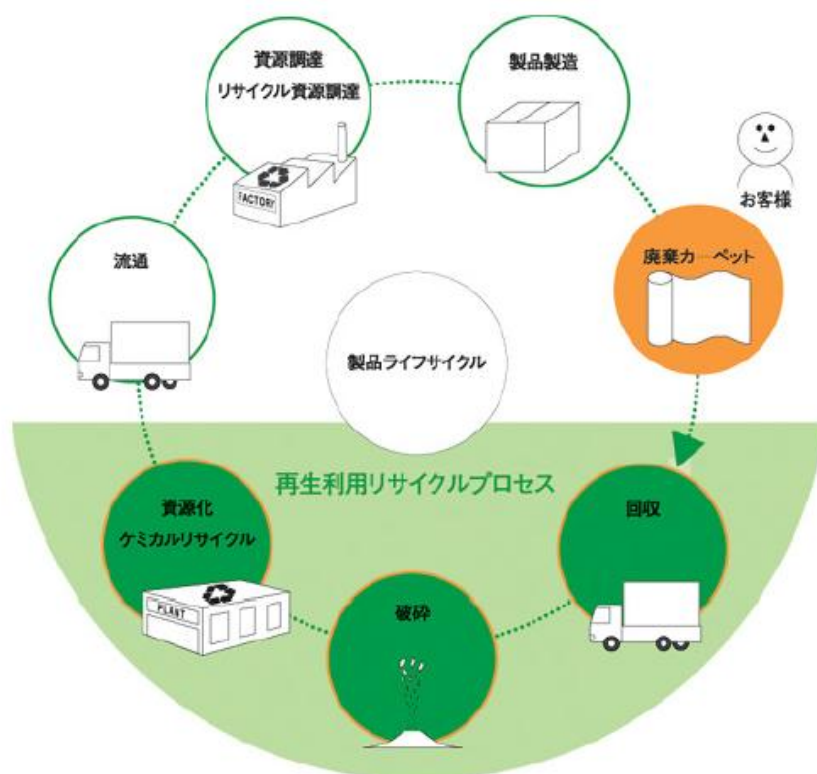 資源調達
リサイクル資源調達
FACTORY
製品製造
お客様
廃棄カーペット
流通
製品ライフサイクル
再生利用リサイクルプロセス
回収
破砕
資源化
ケミカルリサイクル
PLANT